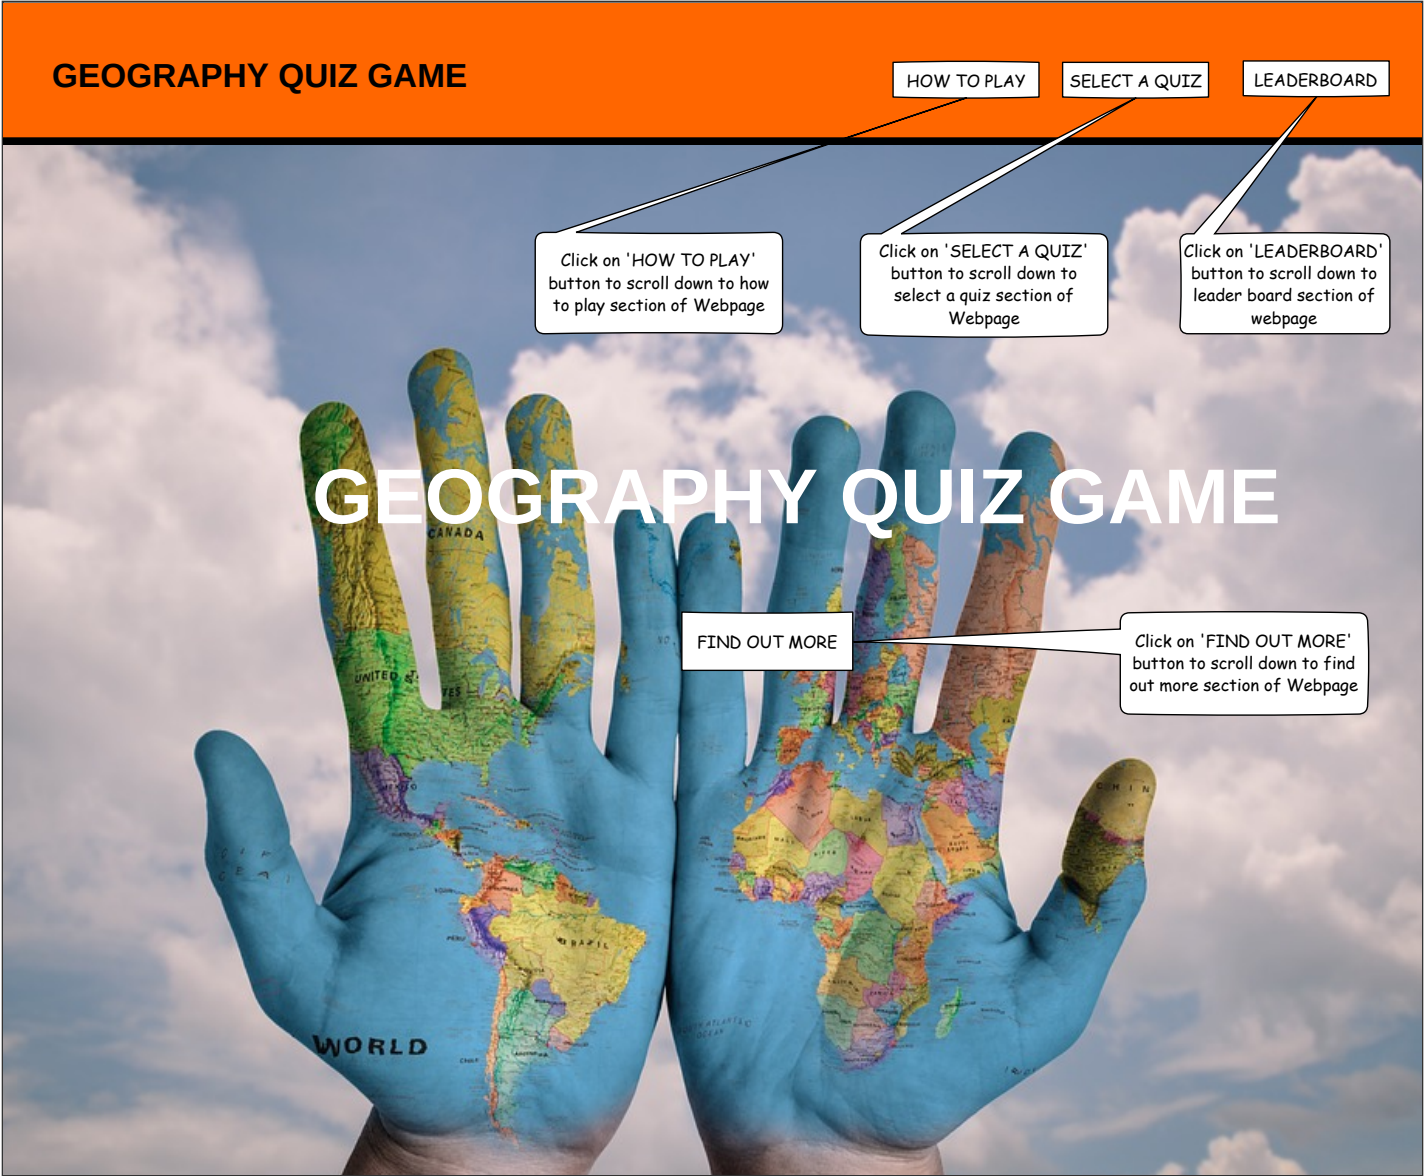 GEOGRAPHY QUIZ GAME
HOW TO PLAY
SELECT A QUIZ
LEADERBOARD
Click on 'HOW TO PLAY'
button to scroll down to how
to play section of Webpage
Click on 'SELECT A QUIZ'
button to scroll down to
select a quiz section of
Webpage
Click on 'LEADERBOARD'
button to scroll down to
leader board section of
webpage
GEOGRAPHY QUIZ GAME
CANADA
FIND OUT MORE
Click on 'FIND OUT MORE'
button to scroll down to find
out more section of Webpage
UNITED
MEXICO
BRAZIL
PERU
WORLD